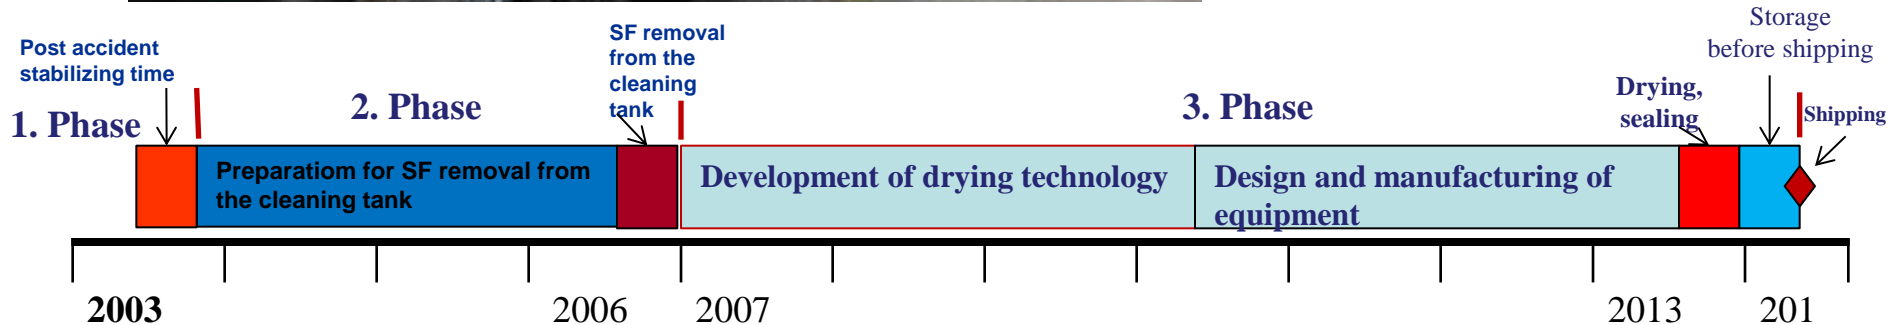 Post accident
stabilizing time
1. Phase
2. Phase
SF removal
from the
cleaning
tank
3. Phase
Drying,
sealing
Storage
before shipping
Shipping
Preparatiom for SF removal from
the cleaning tank
Development of drying technology
Design and manufacturing of
equipment
2003
2006
2007
2013
201